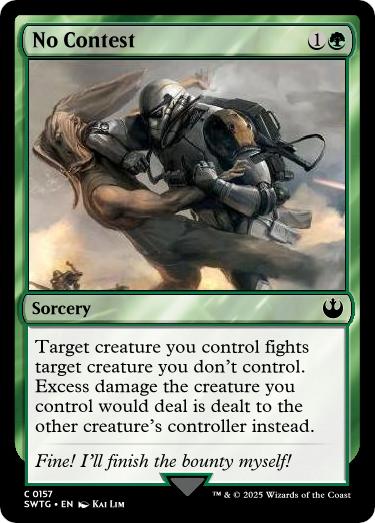 No Contest 1
Sorcery
Target creature you control fights
target creature you don't control.
Excess damage the creature you
control would deal is dealt to the
other creature's controller instead.
Fine! I'll finish the bounty myself!
C 0157
SWTG • EN Kai Lim
™ & © 2025 Wizards of the Coast